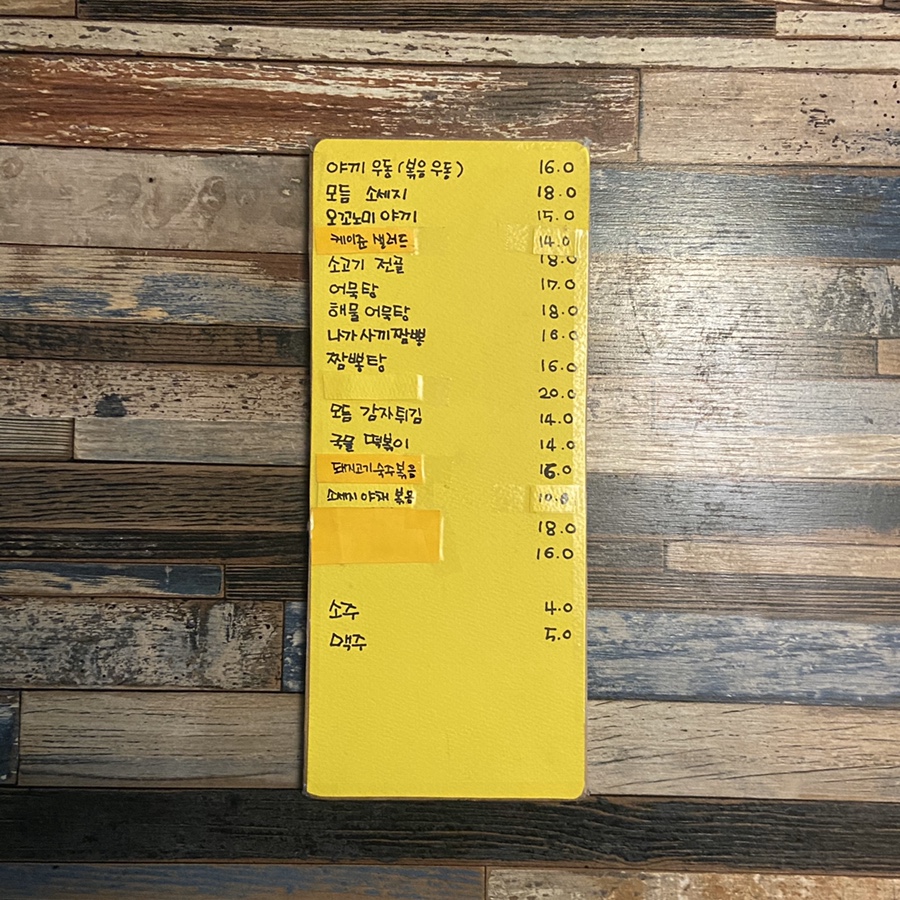 야끼 우동 (볶음 우동) 16.0
모듬 소세지 18.0
오꼬노미 야끼 15.0
케이준 샐러드 14.0
소고기 전골 18.0
어묵탕 17.0
해물 어묵탕 18.0
나가사끼 짬뽕 16.0
짬뽕탕 16.0
20.0
모듬 감자튀김 14.0
국물 떡볶이 14.0
돼지고기 숙주볶음 16.0
소세지 야채 볶음 10.0
18.0
16.0
소주 4.0
맥주 5.0